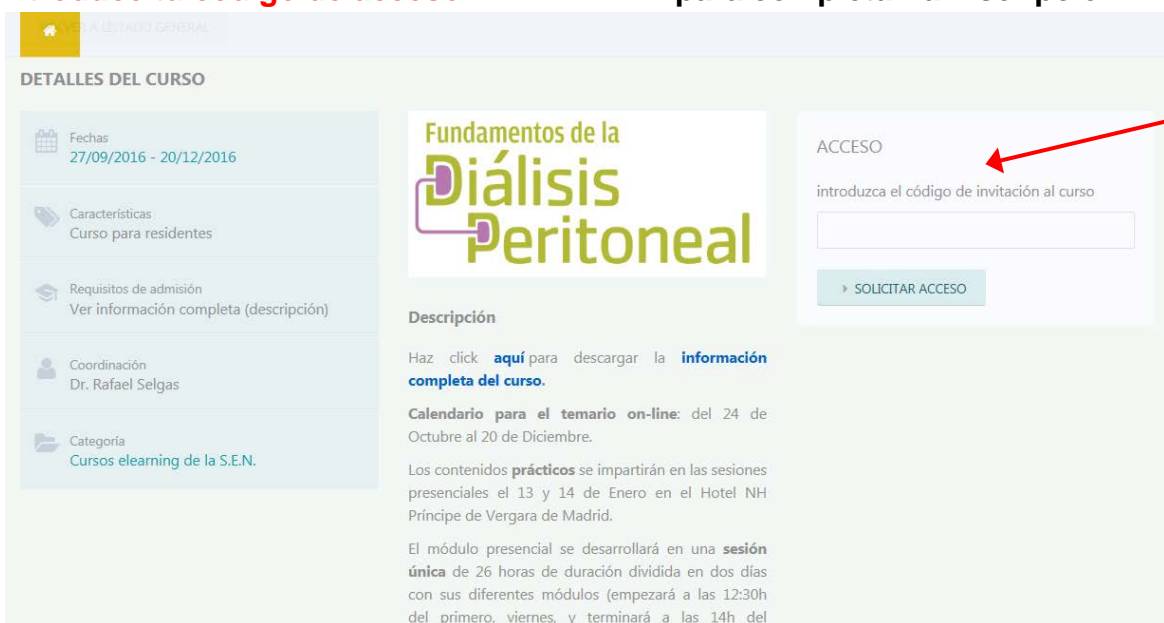 VOLVER A LISTADO GENERAL
DETALLES DEL CURSO
Fechas
27/09/2016 - 20/12/2016
Características
Curso para residentes
Requisitos de admisión
Ver información completa (descripción)
Coordinación
Dr. Rafael Selgas
Categoría
Cursos elearning de la S.E.N.
Fundamentos de la
Diálisis
Peritoneal
Descripción
Haz click aquí para descargar la información
completa del curso.
Calendario para el temario on-line: del 24 de
Octubre al 20 de Diciembre.
Los contenidos prácticos se impartirán en las sesiones
presenciales el 13 y 14 de Enero en el Hotel NH
Príncipe de Vergara de Madrid.
El módulo presencial se desarrollará en una sesión
única de 26 horas de duración dividida en dos días
con sus diferentes módulos (empezará a las 12:30h
del primero, viernes, y terminará a las 14h del
ACCESO
introduzca el código de invitación al curso
SOLICITAR ACCESO